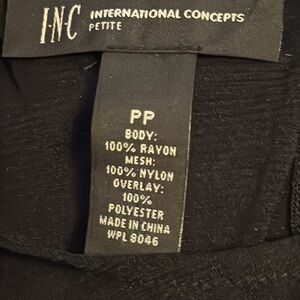 I·N·C INTERNATIONAL CONCEPTS
PETITE
PP
BODY:
100% RAYON
MESH:
100% NYLON
OVERLAY:
100%
POLYESTER
MADE IN CHINA
WPL 8046